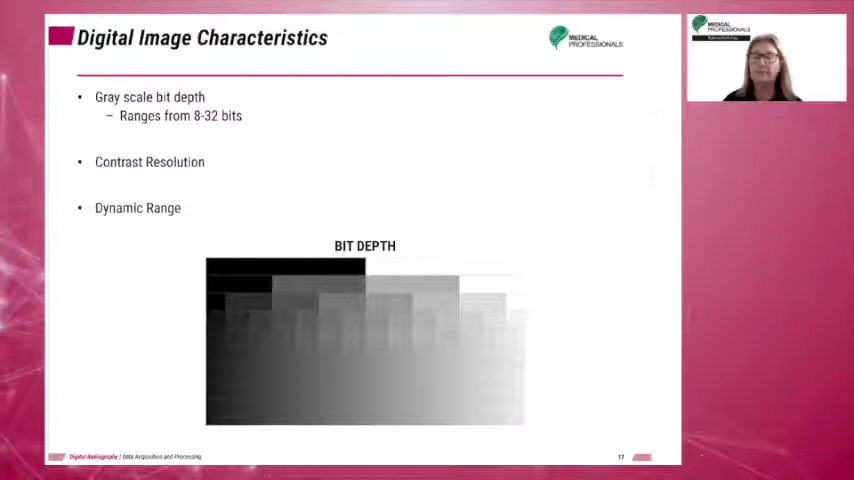 Digital Image Characteristics
MEDICAL
PROFESSIONALS
MEDICAL
PROFESSIONALS
• Gray scale bit depth
– Ranges from 8-32 bits
• Contrast Resolution
• Dynamic Range
BIT DEPTH
Digital Radiography | Data Acquisition and Processing
17